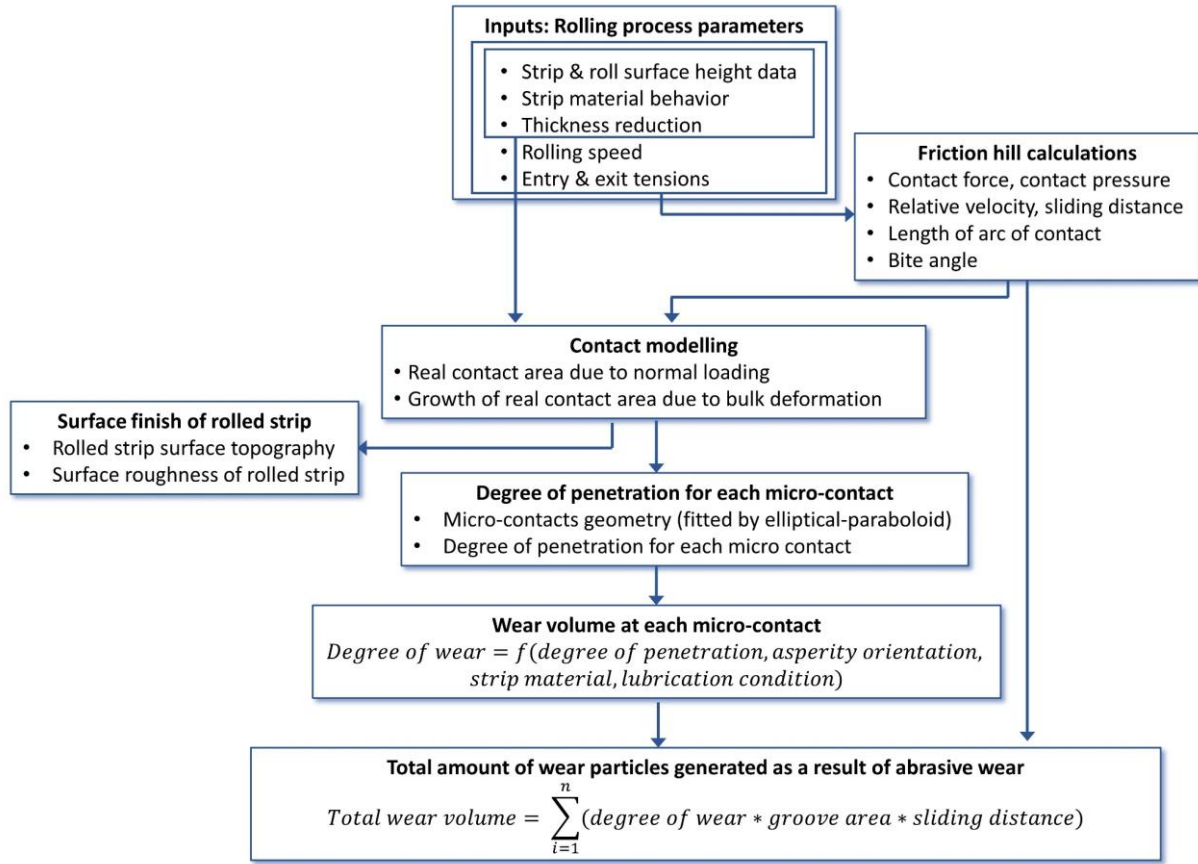 Inputs: Rolling process parameters
• Strip & roll surface height data
• Strip material behavior
• Thickness reduction
• Rolling speed
• Entry & exit tensions
Friction hill calculations
• Contact force, contact pressure
• Relative velocity, sliding distance
• Length of arc of contact
• Bite angle
Contact modelling
• Real contact area due to normal loading
• Growth of real contact area due to bulk deformation
Surface finish of rolled strip
• Rolled strip surface topography
• Surface roughness of rolled strip
Degree of penetration for each micro-contact
• Micro-contacts geometry (fitted by elliptical-paraboloid)
• Degree of penetration for each micro contact
Wear volume at each micro-contact
Degree of wear = f(degree of penetration, asperity orientation,
strip material, lubrication condition)
Total amount of wear particles generated as a result of abrasive wear
Total wear volume = ∑_{i=1}^{n}(degree of wear * groove area * sliding distance)